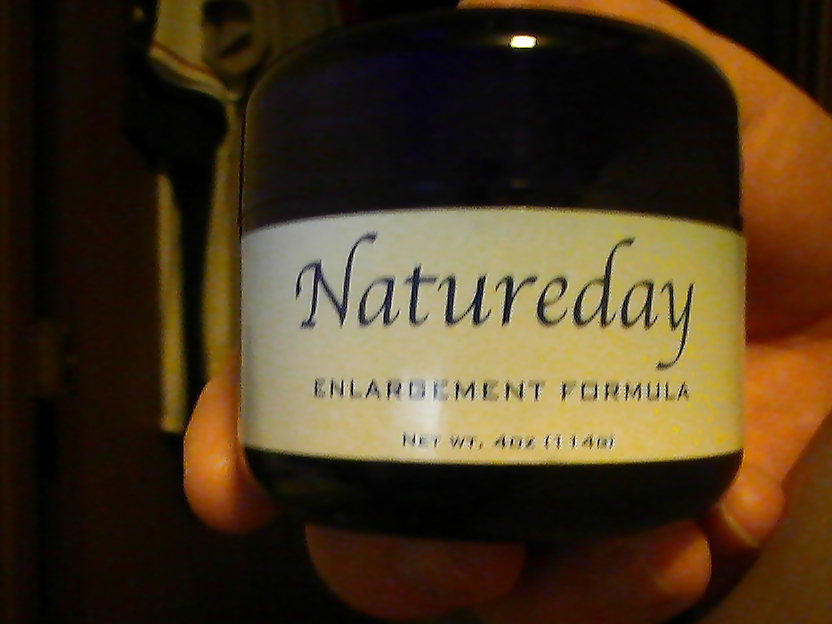 Natureday
ENLARGEMENT FORMULA
NET WT. 4oz (114g)